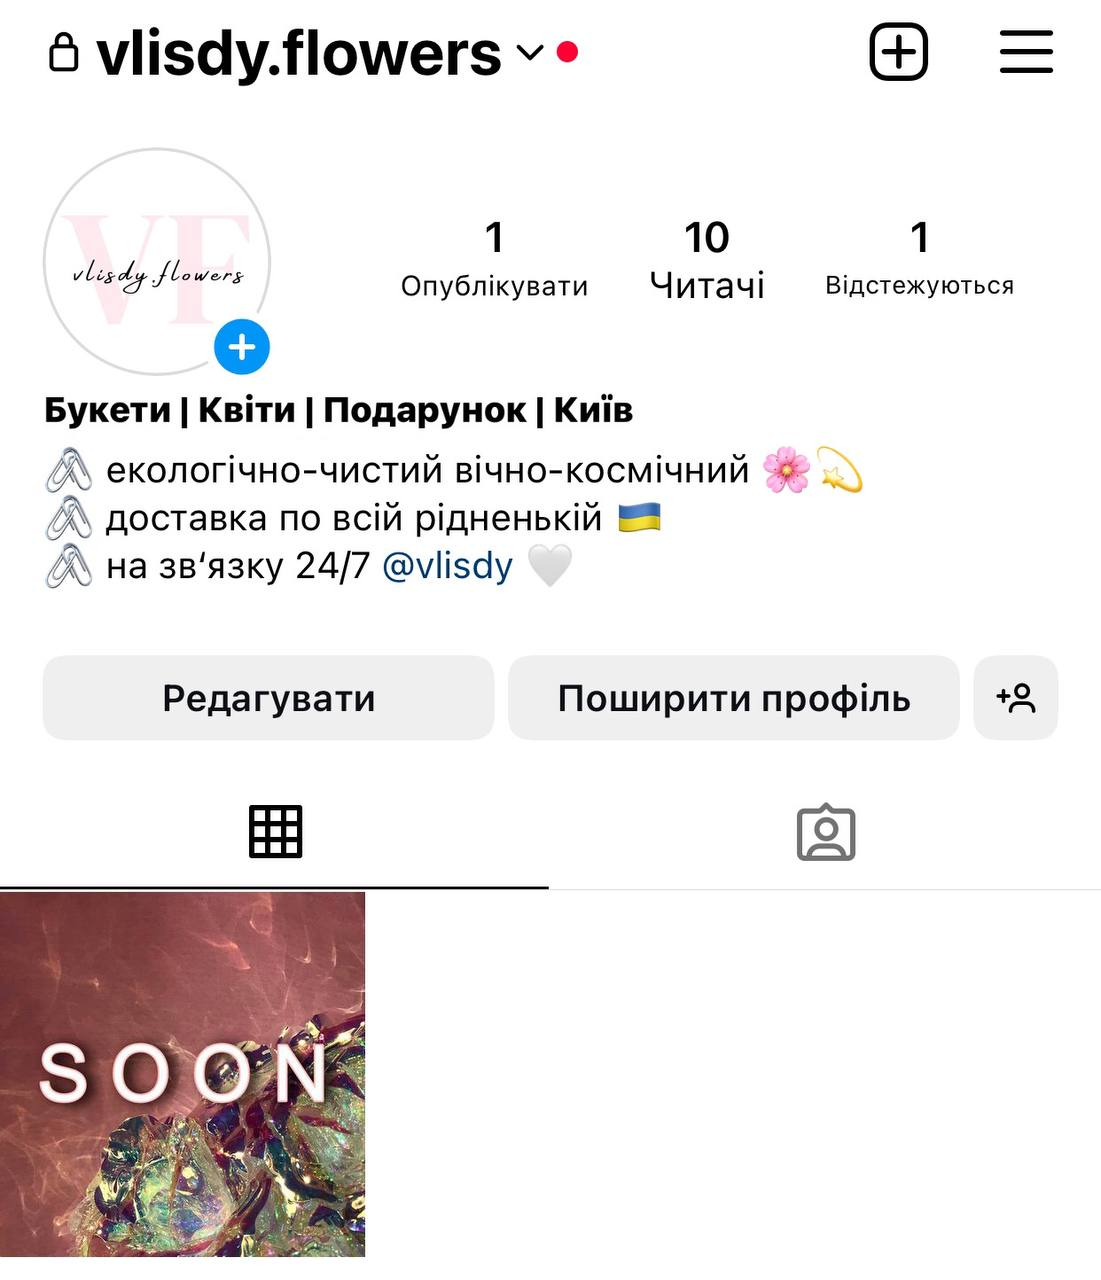 vlisdy.flowers
VF
vlisdy.flowers
1
Опублікувати
10
Читачі
1
Відстежуються
Букети | Квіти | Подарунок | Київ
🖇️ екологічно-чистий вічно-космічний 🌸💫
🖇️ доставка по всій рідненькій 🇺🇦
🖇️ на зв‘язку 24/7 @vlisdy 🤍
Редагувати
Поширити профіль
SOON